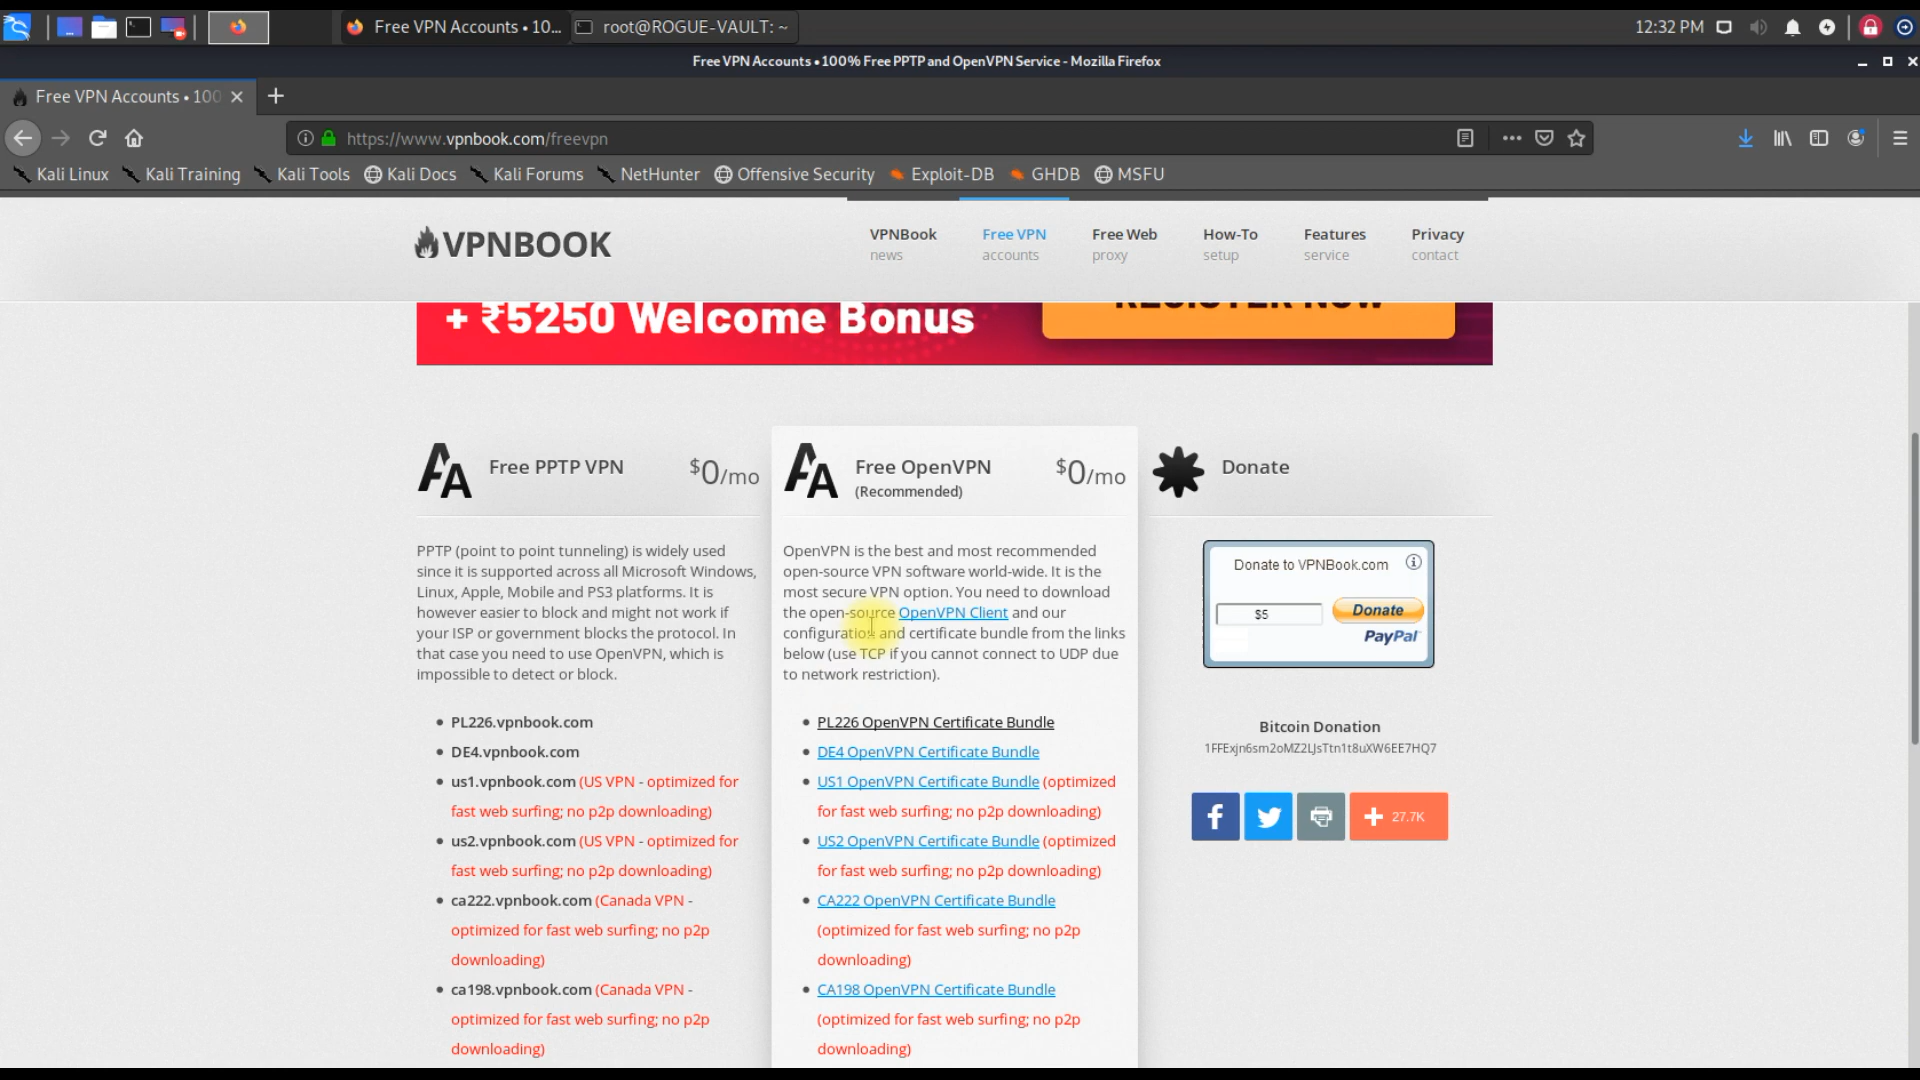 Free VPN Accounts • 10...
root@ROGUE-VAULT: ~
12:32 PM
Free VPN Accounts • 100% Free PPTP and OpenVPN Service - Mozilla Firefox
Free VPN Accounts • 100
https://www.vpnbook.com/freevpn
Kali Linux
Kali Training
Kali Tools
Kali Docs
Kali Forums
NetHunter
Offensive Security
Exploit-DB
GHDB
MSFU
VPNBOOK
VPNBook
news
Free VPN
accounts
Free Web
proxy
How-To
setup
Features
service
Privacy
contact
+ ₹5250 Welcome Bonus
REGISTER NOW
Free PPTP VPN
$0/mo
PPTP (point to point tunneling) is widely used
since it is supported across all Microsoft Windows,
Linux, Apple, Mobile and PS3 platforms. It is
however easier to block and might not work if
your ISP or government blocks the protocol. In
that case you need to use OpenVPN, which is
impossible to detect or block.
• PL226.vpnbook.com
• DE4.vpnbook.com
• us1.vpnbook.com (US VPN - optimized for
fast web surfing; no p2p downloading)
• us2.vpnbook.com (US VPN - optimized for
fast web surfing; no p2p downloading)
• ca222.vpnbook.com (Canada VPN -
optimized for fast web surfing; no p2p
downloading)
• ca198.vpnbook.com (Canada VPN -
optimized for fast web surfing; no p2p
downloading)
Free OpenVPN
(Recommended)
$0/mo
OpenVPN is the best and most recommended
open-source VPN software world-wide. It is the
most secure VPN option. You need to download
the open-source OpenVPN Client and our
configuration and certificate bundle from the links
below (use TCP if you cannot connect to UDP due
to network restriction).
• PL226 OpenVPN Certificate Bundle
• DE4 OpenVPN Certificate Bundle
• US1 OpenVPN Certificate Bundle (optimized
for fast web surfing; no p2p downloading)
• US2 OpenVPN Certificate Bundle (optimized
for fast web surfing; no p2p downloading)
• CA222 OpenVPN Certificate Bundle
(optimized for fast web surfing; no p2p
downloading)
• CA198 OpenVPN Certificate Bundle
(optimized for fast web surfing; no p2p
downloading)
Donate
Donate to VPNBook.com
$5
Donate
PayPal
Bitcoin Donation
1FFExjn6sm2oMZ2LJsTtn1t8uXW6EE7HQ7
27.7K